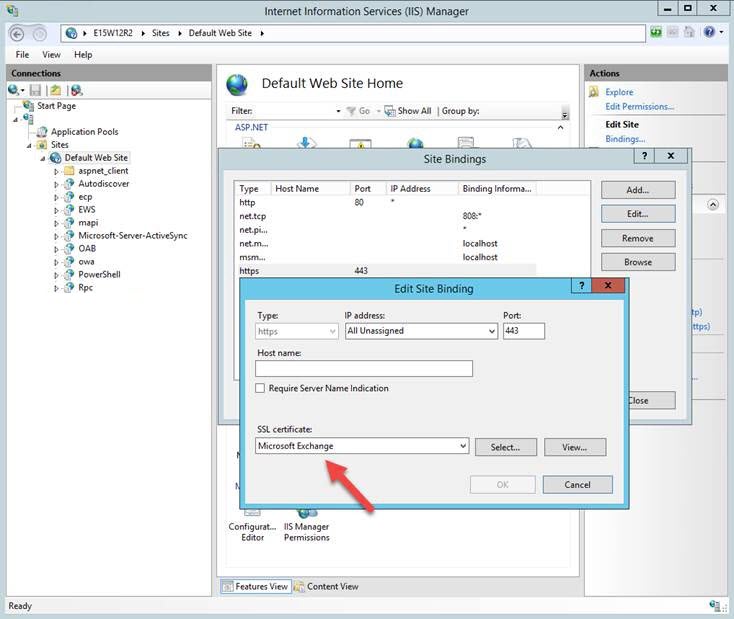 Internet Information Services (IIS) Manager
E15W12R2 Sites Default Web Site
File View Help
Connections
Start Page
Application Pools
Sites
Default Web Site
aspnet_client
Autodiscover
ecp
EWS
mapi
Microsoft-Server-ActiveSync
OAB
owa
PowerShell
Rpc
Default Web Site Home
Filter: Go Show All Group by:
ASP.NET
Actions
Explore
Edit Permissions...
Edit Site
Bindings...
Site Bindings
? X
Type Host Name Port IP Address Binding Informa...
http 80 *
net.tcp 808:*
net.pi... *
net.m... localhost
msm... localhost
https 443
Add...
Edit...
Remove
Browse
Close
tp)
ttps)
Edit Site Binding
? X
Type: IP address: Port:
https All Unassigned 443
Host name:
Require Server Name Indication
SSL certificate:
Microsoft Exchange Select... View...
OK Cancel
Configurat... Editor
IIS Manager Permissions
Features View Content View
Ready